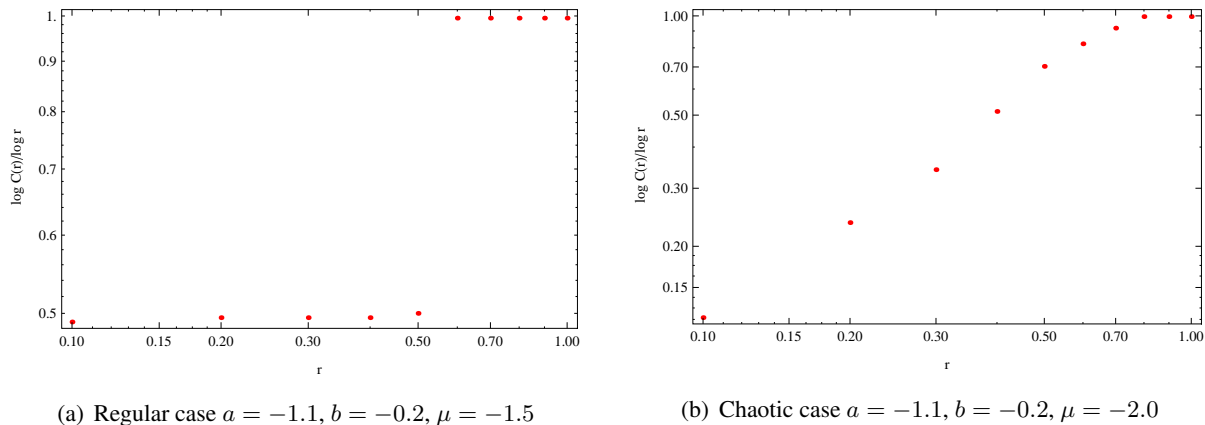 1.
0.9
0.8
0.7
0.6
0.5
log C(r)/log r
0.10 0.15 0.20 0.30 0.50 0.70 1.00
r
(a) Regular case a = −1.1, b = −0.2, μ = −1.5
1.00
0.70
0.50
0.30
0.20
0.15
log C(r)/log r
0.10 0.15 0.20 0.30 0.50 0.70 1.00
r
(b) Chaotic case a = −1.1, b = −0.2, μ = −2.0